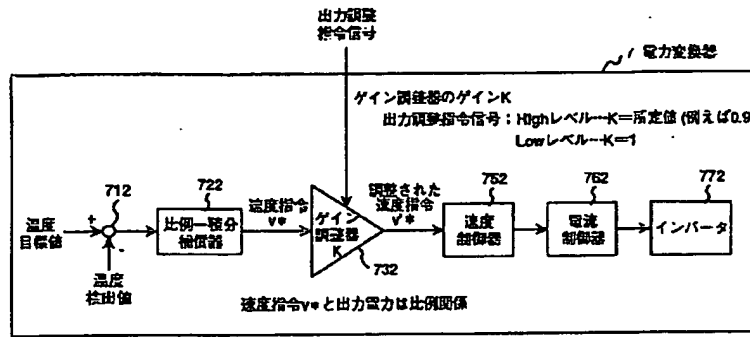 出力調整
指令信号
1 電力変換器
ゲイン調整器のゲインK
出力調整指令信号：Highレベル…K=所定値 (例えば0.9
Lowレベル…K=1
712
722
732
752
762
772
温度
目標値
+
-
温度
検出値
比例-積分
補償器
速度指令
v*
ゲイン
調整器
K
調整された
速度指令
v'*
速度
制御器
電流
制御器
インバータ
速度指令v*と出力電力は比例関係